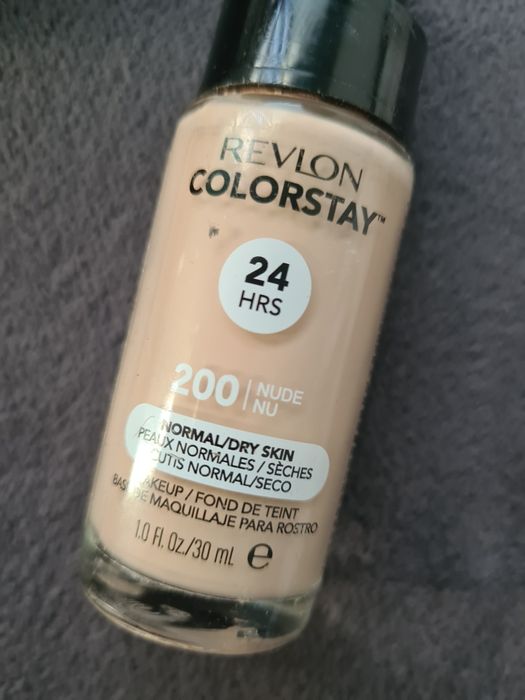 REVLON
COLORSTAY™
24
HRS
200 | NUDE
NU
NORMAL/DRY SKIN
PEAUX NORMALES / SÈCHES
CUTIS NORMAL/SECO
MAKEUP / FOND DE TEINT
BASE DE MAQUILLAJE PARA ROSTRO
1.0 Fl. Oz./30 mL ℮